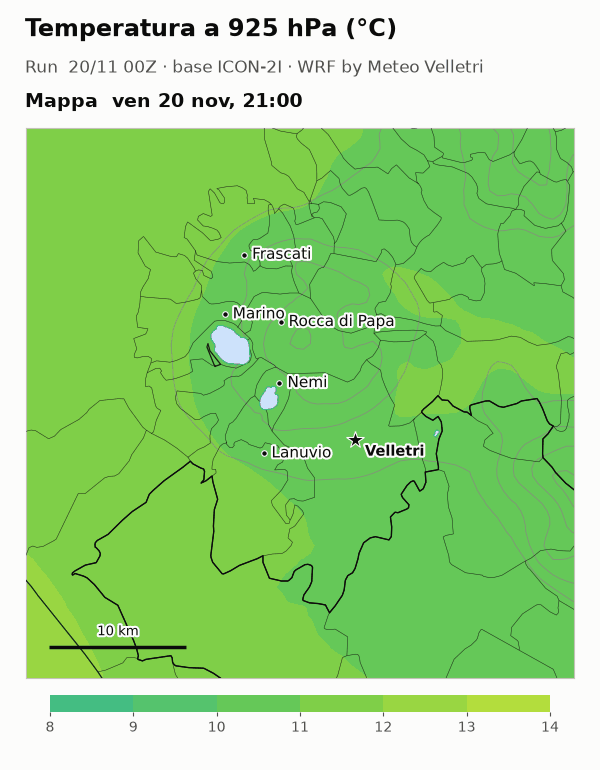 Temperatura a 925 hPa (°C)
Run  20/11 00Z · base ICON-2I · WRF by Meteo Velletri
Mappa  ven 20 nov, 21:00
Frascati
Marino
Rocca di Papa
Nemi
Velletri
Lanuvio
10 km
8 9 10 11 12 13 14